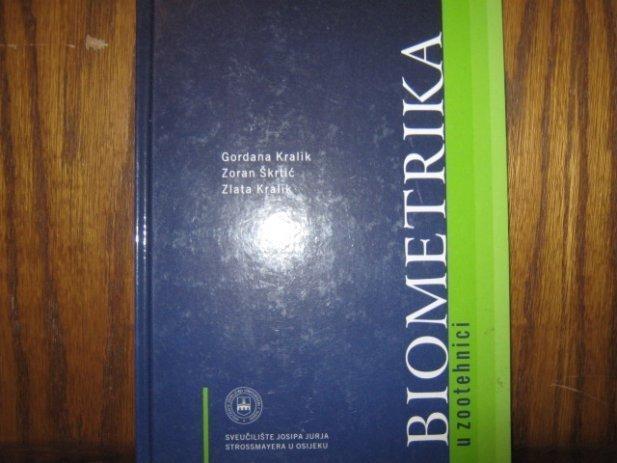 Gordana Kralik
Zoran Škrtić
Zlata Kralik
BIOMETRIKA
u zootehnici
SVEUČILIŠTE JOSIPA JURJA
STROSSMAYERA U OSIJEKU